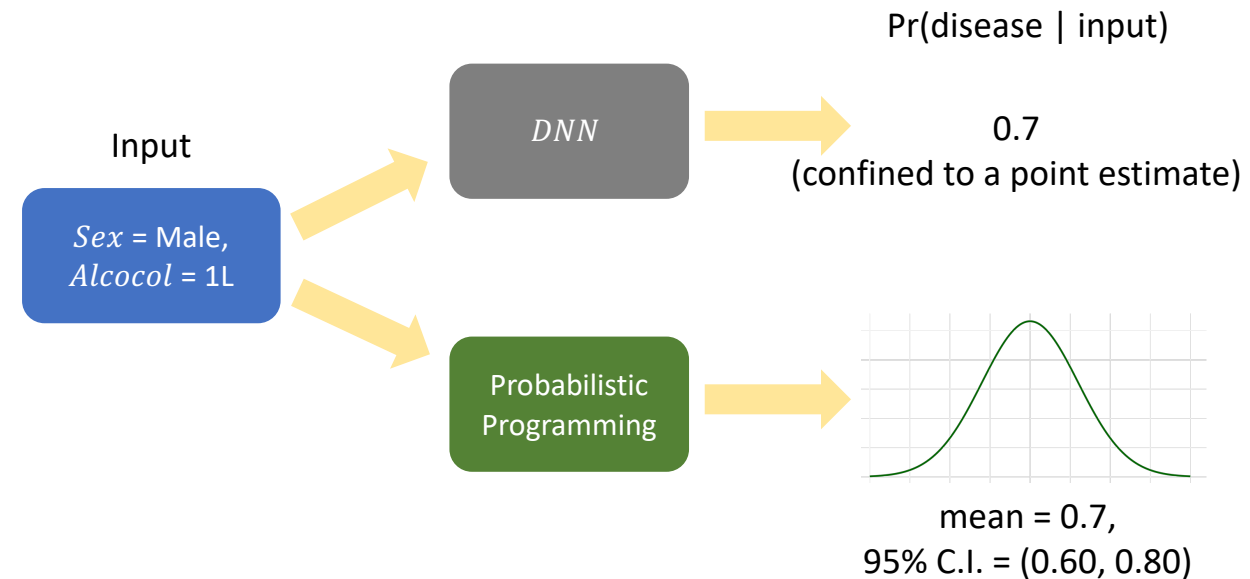 Pr(disease | input)
Input
Sex = Male,
Alcocol = 1L
DNN
0.7
(confined to a point estimate)
Probabilistic
Programming
mean = 0.7,
95% C.I. = (0.60, 0.80)